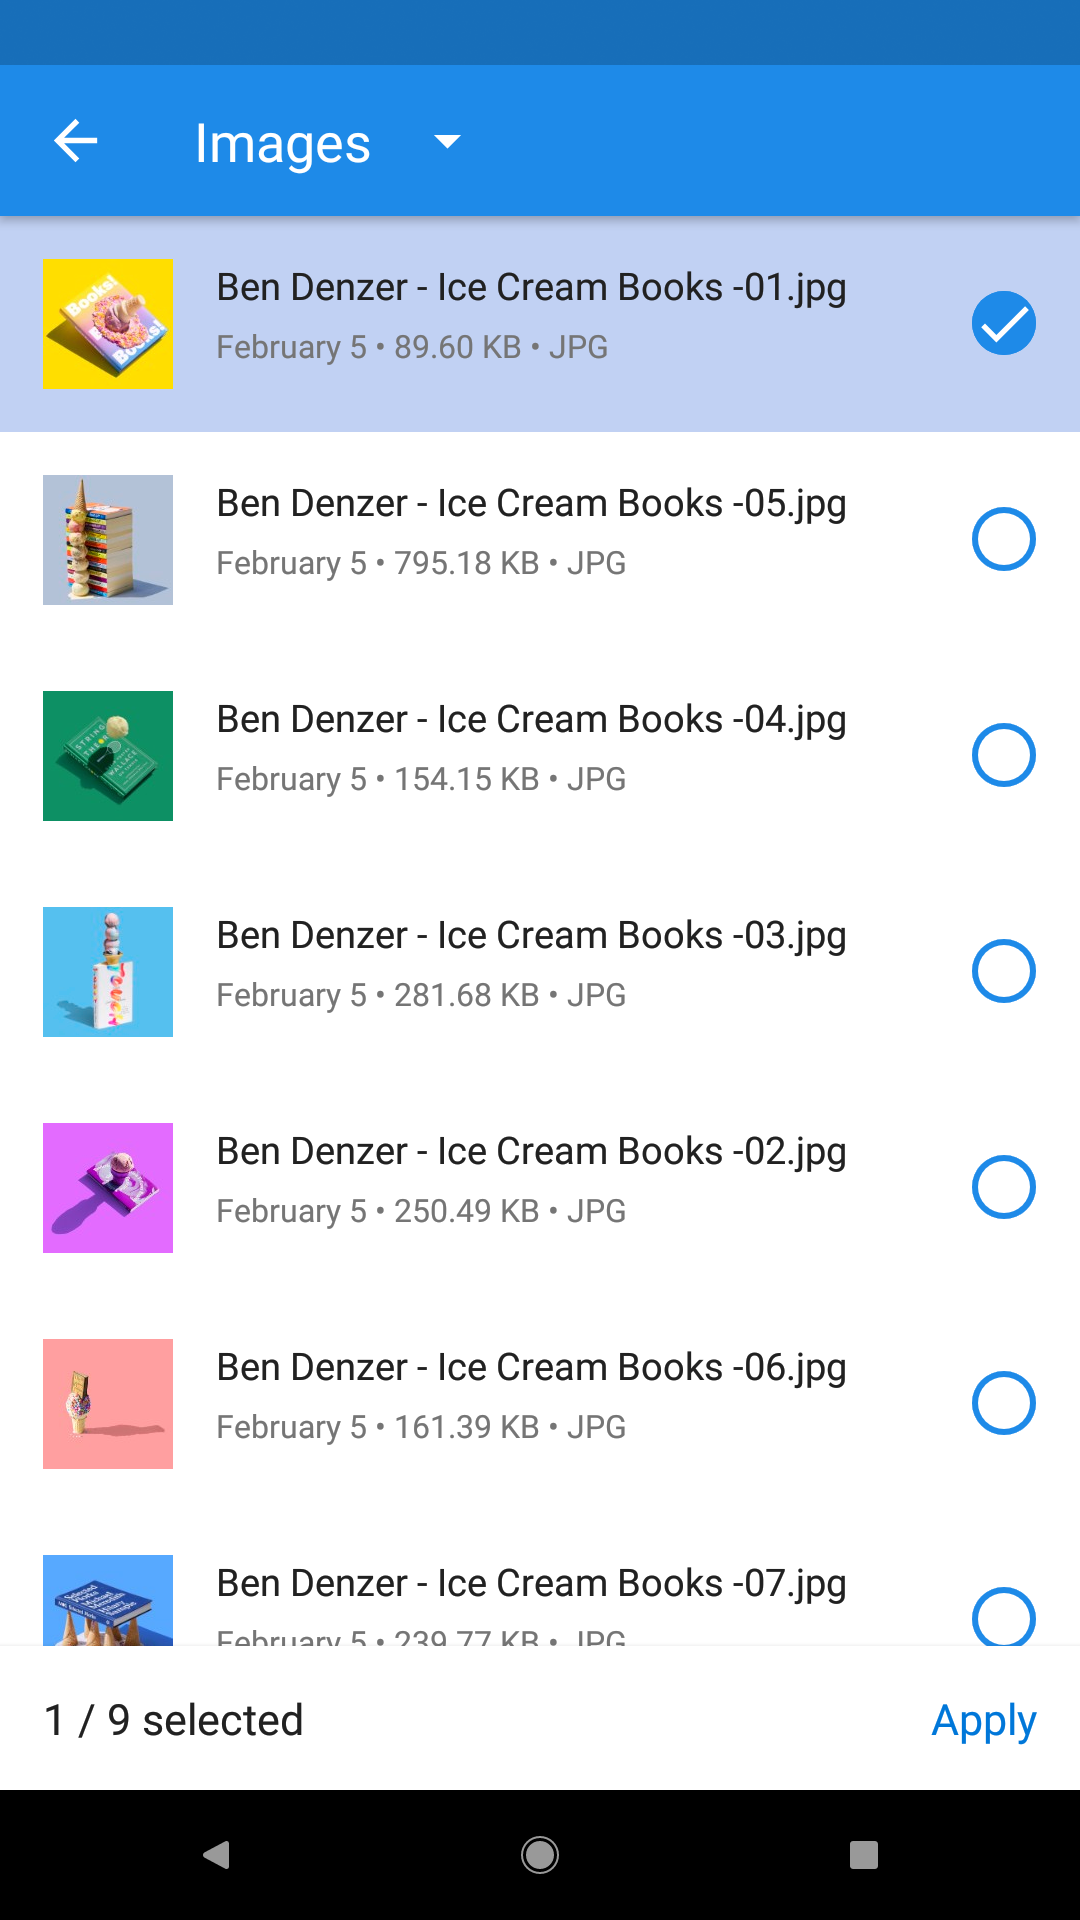 Images
Ben Denzer - Ice Cream Books -01.jpg
February 5 • 89.60 KB • JPG
Ben Denzer - Ice Cream Books -05.jpg
February 5 • 795.18 KB • JPG
Ben Denzer - Ice Cream Books -04.jpg
February 5 • 154.15 KB • JPG
Ben Denzer - Ice Cream Books -03.jpg
February 5 • 281.68 KB • JPG
Ben Denzer - Ice Cream Books -02.jpg
February 5 • 250.49 KB • JPG
Ben Denzer - Ice Cream Books -06.jpg
February 5 • 161.39 KB • JPG
Ben Denzer - Ice Cream Books -07.jpg
February 5 • 239.77 KB • JPG
1 / 9 selected
Apply